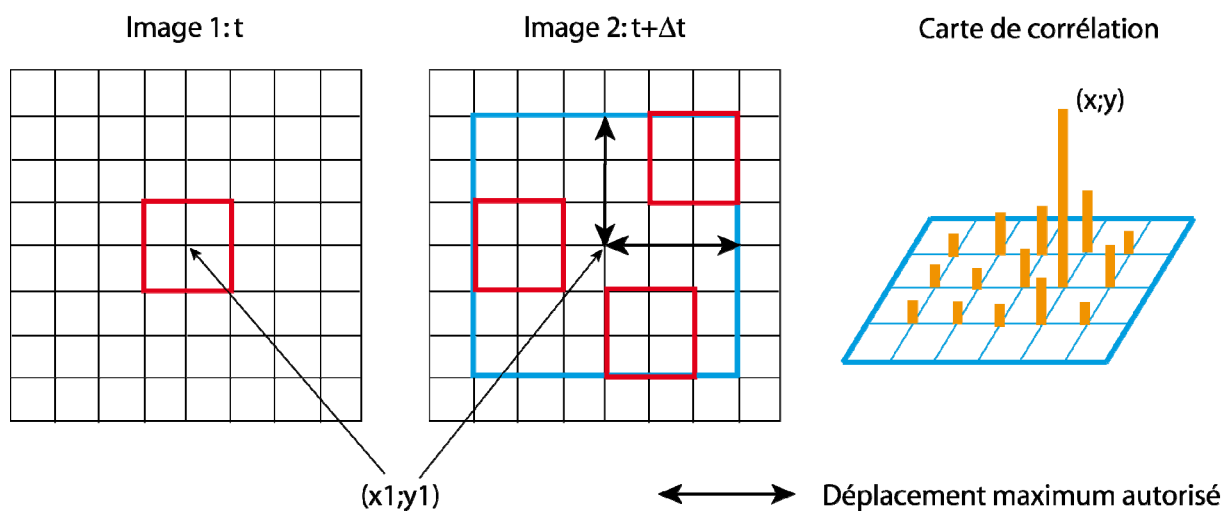 Image 1: t
Image 2: t+Δt
Carte de corrélation
(x;y)
(x1;y1)
Déplacement maximum autorisé